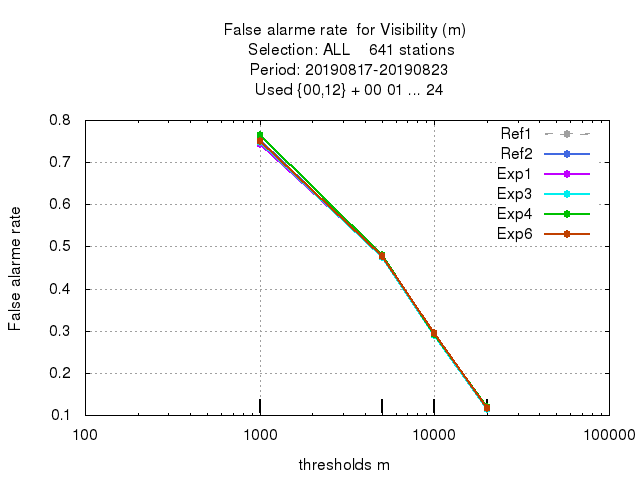 False alarme rate  for Visibility (m)
Selection: ALL    641 stations
Period: 20190817-20190823
Used {00,12} + 00 01 ... 24
0.8
0.7
0.6
0.5
0.4
0.3
0.2
0.1
False alarme rate
Ref1
Ref2
Exp1
Exp3
Exp4
Exp6
100
1000
10000
100000
thresholds m